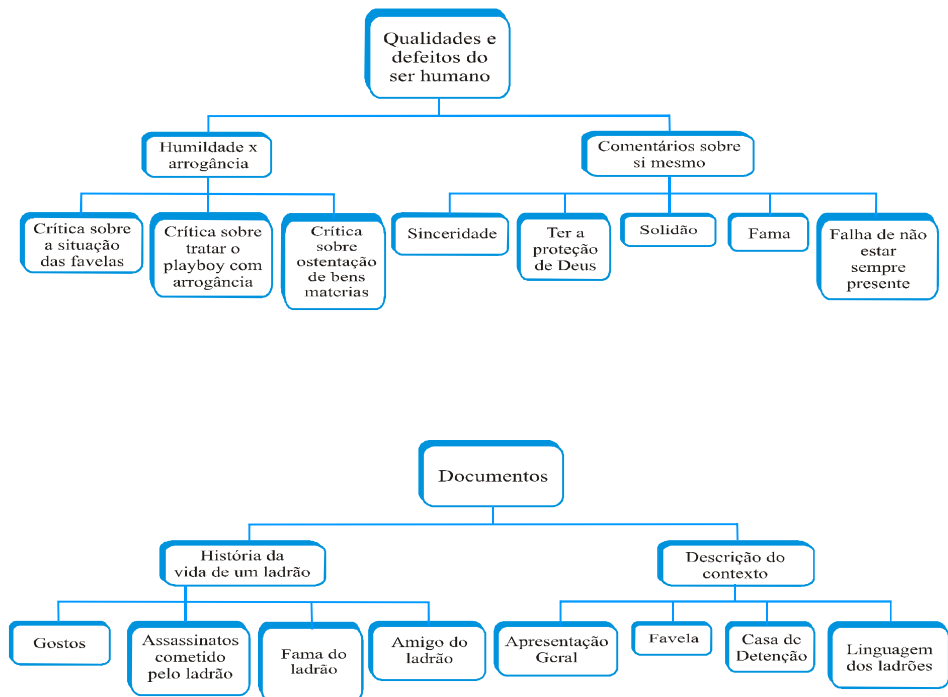 Qualidades e
defeitos do
ser humano
Humildade x
arrogância
Comentários sobre
si mesmo
Crítica sobre
a situação
das favelas
Crítica sobre
tratar o
playboy com
arrogância
Crítica
sobre
ostentação
de bens
materias
Sinceridade
Ter a
proteção
de Deus
Solidão
Fama
Falha de não
estar
sempre
presente
Documentos
História da
vida de um ladrão
Descrição do
contexto
Gostos
Assassinatos
cometido
pelo ladrão
Fama do
ladrão
Amigo do
ladrão
Apresentação
Geral
Favela
Casa de
Detenção
Linguagem
dos ladrões